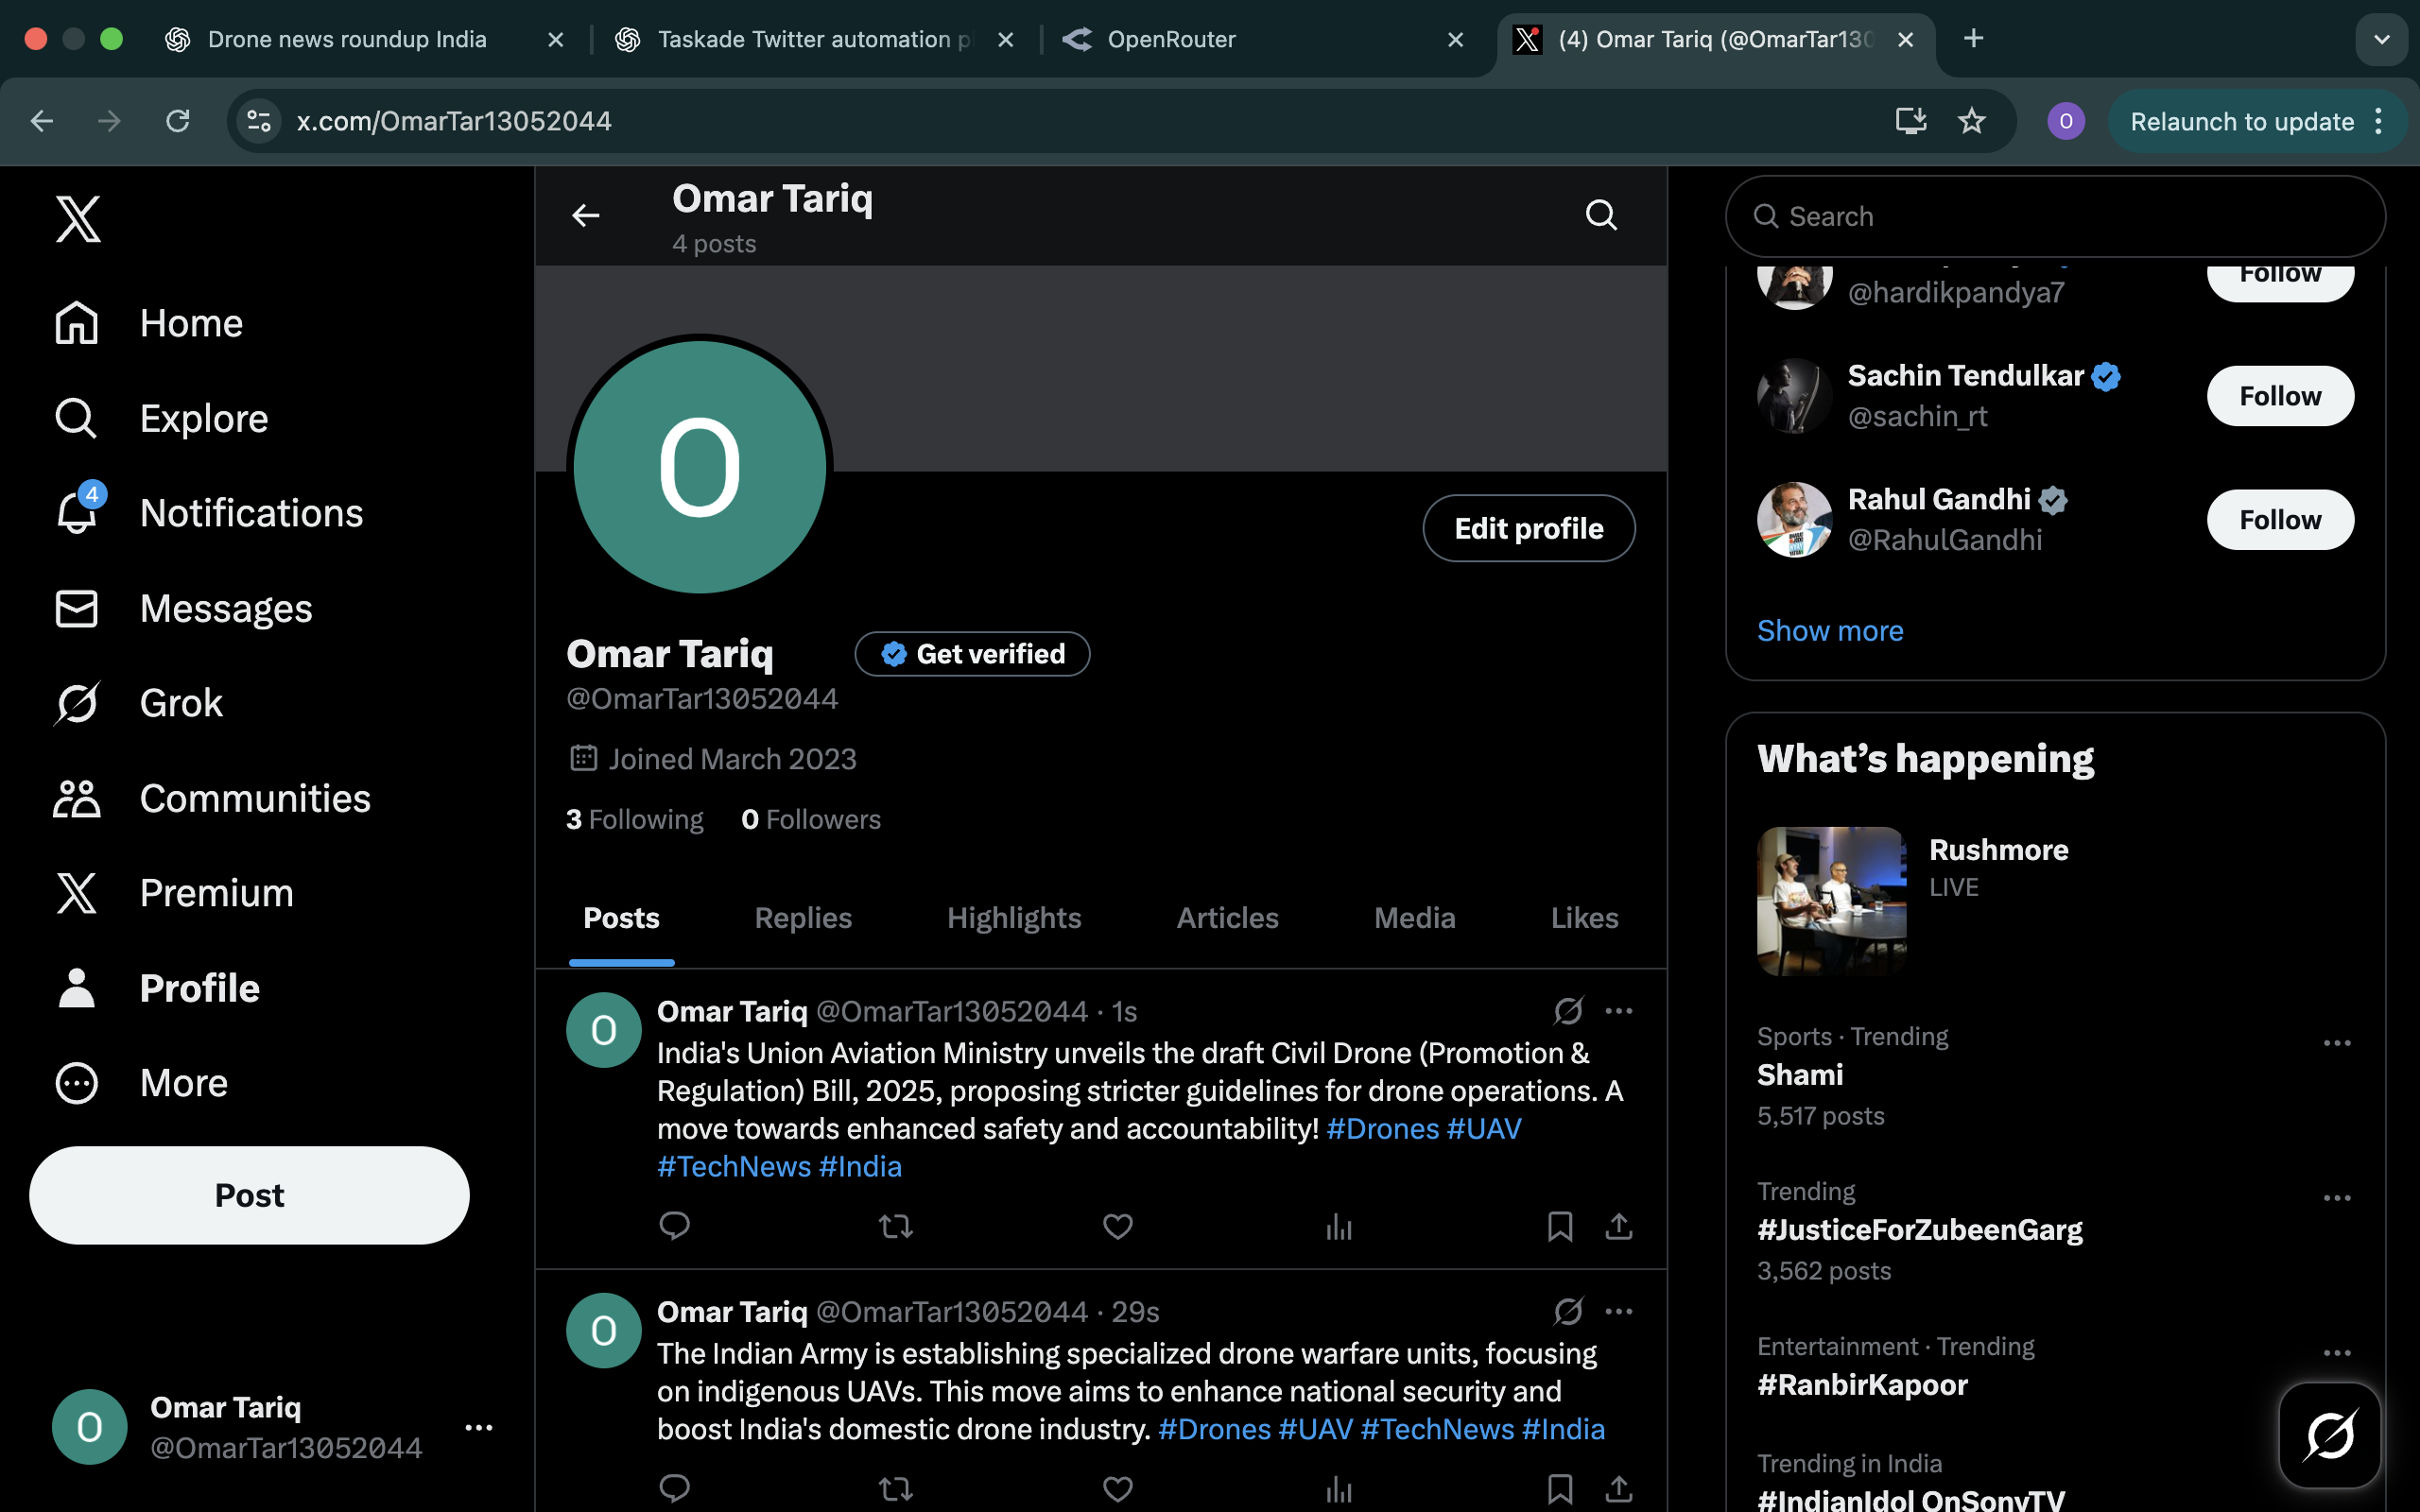 Drone news roundup India
Taskade Twitter automation p
OpenRouter
(4) Omar Tariq (@OmarTar130
x.com/OmarTar13052044
O
Relaunch to update
Home
Explore
4
Notifications
Messages
Grok
Communities
Premium
Profile
More
Post
O
Omar Tariq
@OmarTar13052044
Omar Tariq
4 posts
O
Edit profile
Omar Tariq
Get verified
@OmarTar13052044
Joined March 2023
3 Following 0 Followers
Posts
Replies
Highlights
Articles
Media
Likes
O
Omar Tariq @OmarTar13052044 · 1s
India's Union Aviation Ministry unveils the draft Civil Drone (Promotion &
Regulation) Bill, 2025, proposing stricter guidelines for drone operations. A
move towards enhanced safety and accountability! #Drones #UAV
#TechNews #India
O
Omar Tariq @OmarTar13052044 · 29s
The Indian Army is establishing specialized drone warfare units, focusing
on indigenous UAVs. This move aims to enhance national security and
boost India's domestic drone industry. #Drones #UAV #TechNews #India
Search
@hardikpandya7
Follow
Sachin Tendulkar
@sachin_rt
Follow
Rahul Gandhi
@RahulGandhi
Follow
Show more
What's happening
Rushmore
LIVE
Sports · Trending
Shami
5,517 posts
Trending
#JusticeForZubeenGarg
3,562 posts
Entertainment · Trending
#RanbirKapoor
Trending in India
#IndianIdol OnSonyTV